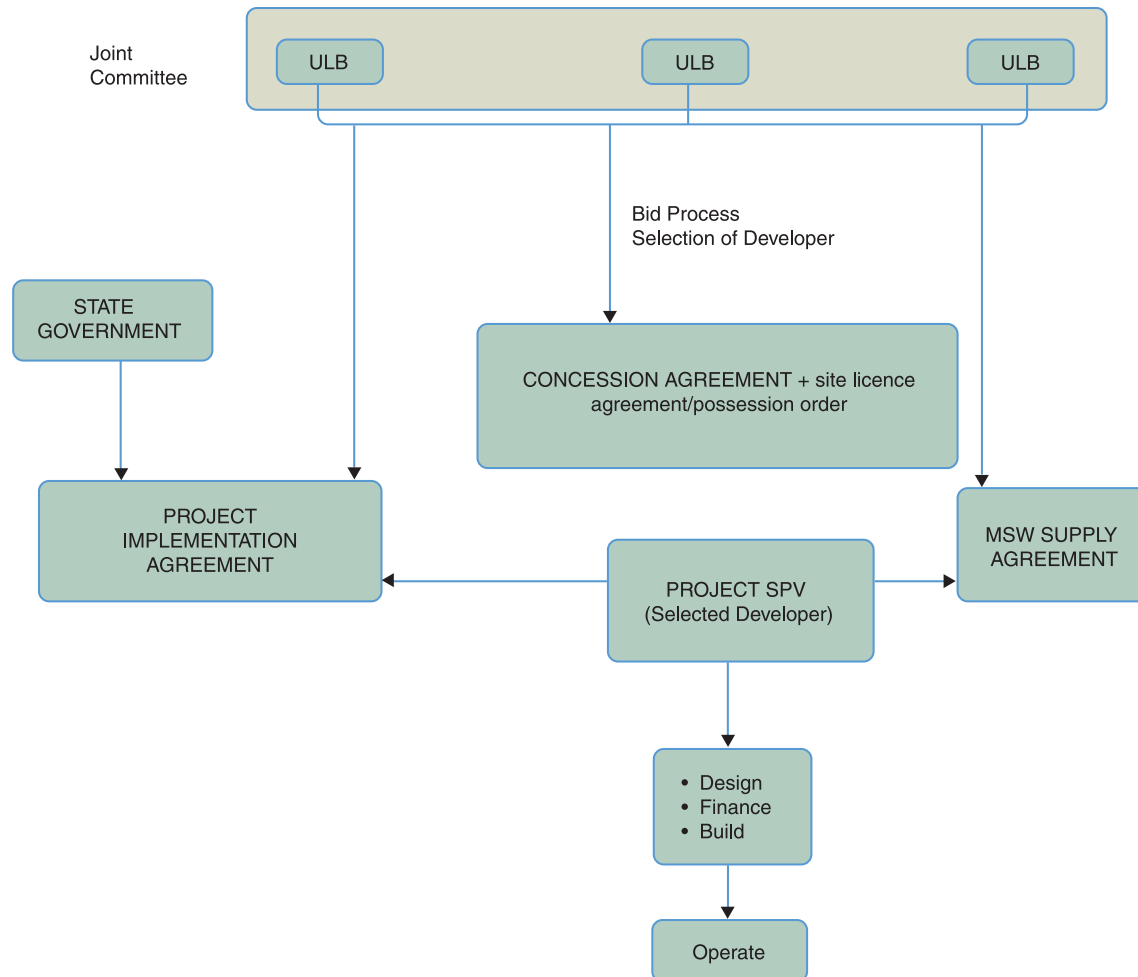 Joint
Committee
ULB
ULB
ULB
Bid Process
Selection of Developer
STATE
GOVERNMENT
CONCESSION AGREEMENT + site licence
agreement/possession order
PROJECT
IMPLEMENTATION
AGREEMENT
MSW SUPPLY
AGREEMENT
PROJECT SPV
(Selected Developer)
• Design
• Finance
• Build
Operate